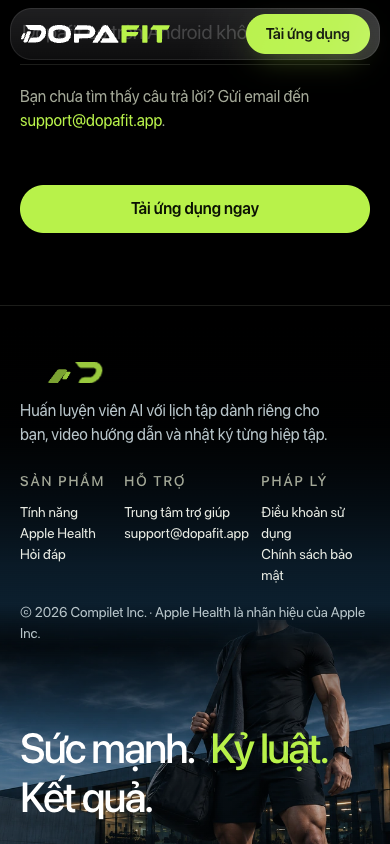 DOPAFIT
Tải ứng dụng
Bạn chưa tìm thấy câu trả lời? Gửi email đến
support@dopafit.app.
Tải ứng dụng ngay
Huấn luyện viên AI với lịch tập dành riêng cho
bạn, video hướng dẫn và nhật ký từng hiệp tập.
SẢN PHẨM
Tính năng
Apple Health
Hỏi đáp
HỖ TRỢ
Trung tâm trợ giúp
support@dopafit.app
PHÁP LÝ
Điều khoản sử
dụng
Chính sách bảo
mật
© 2026 Compilet Inc. · Apple Health là nhãn hiệu của Apple
Inc.
Sức mạnh. Kỷ luật.
Kết quả.